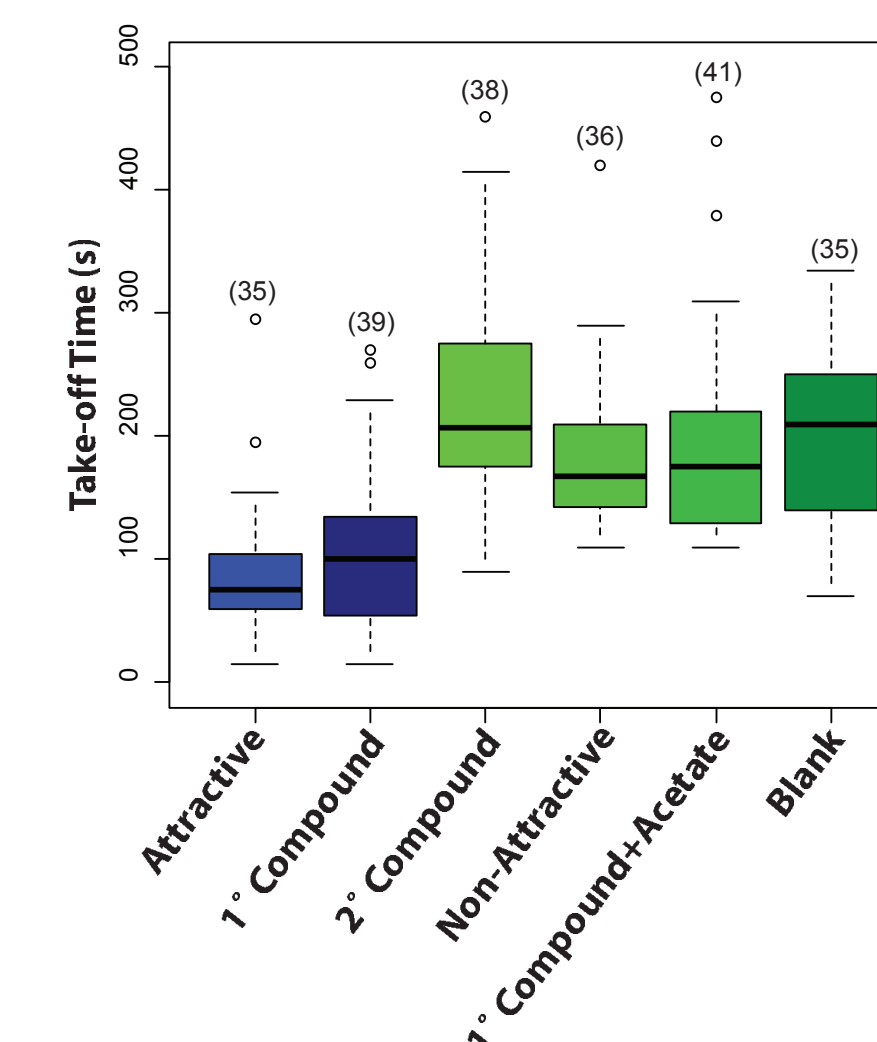 500
400
300
200
100
0
Take-off Time (s)
(35)
(39)
(38)
(36)
(41)
(35)
Attractive
1° Compound
2° Compound
Non-Attractive
1° Compound+Acetate
Blank